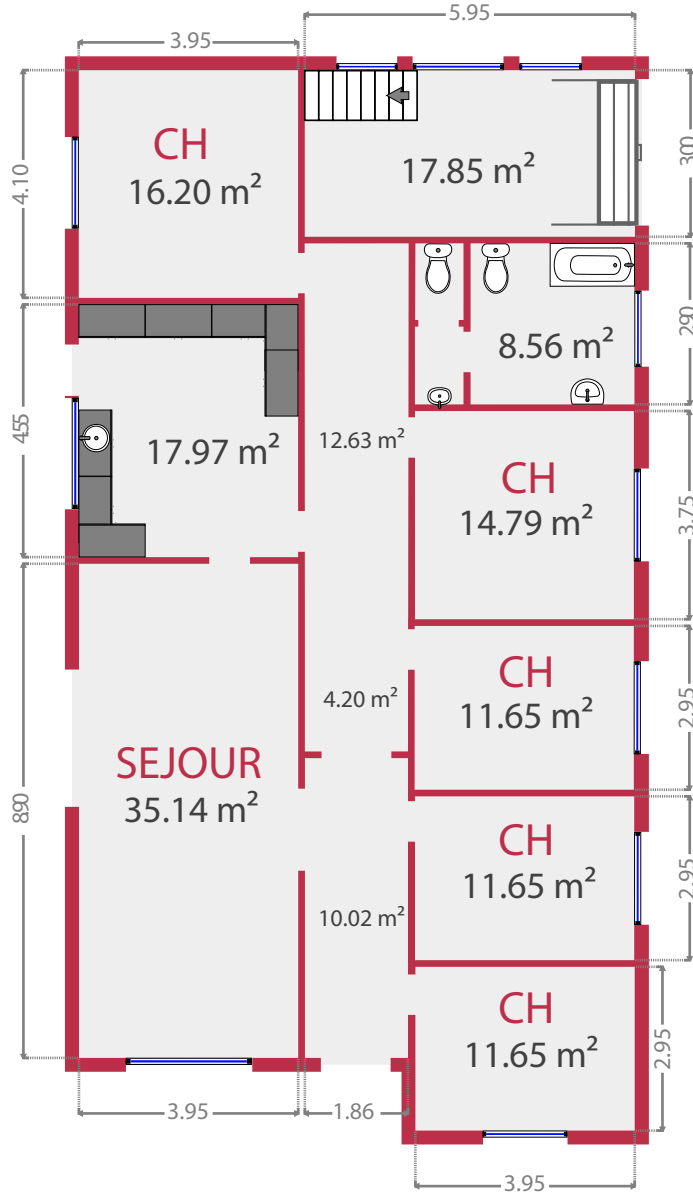 5.95
3.95
CH
16.20 m²
17.85 m²
4.10
300
8.56 m²
290
455
17.97 m²
12.63 m²
CH
14.79 m²
3.75
CH
11.65 m²
4.20 m²
2.95
SEJOUR
35.14 m²
890
CH
11.65 m²
2.95
10.02 m²
CH
11.65 m²
2.95
3.95
1.86
3.95